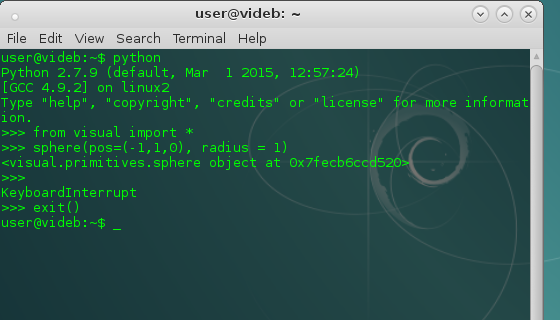 user@videb: ~
File Edit View Search Terminal Help
user@videb:~$ python
Python 2.7.9 (default, Mar  1 2015, 12:57:24)
[GCC 4.9.2] on linux2
Type "help", "copyright", "credits" or "license" for more informat
ion.
>>> from visual import *
>>> sphere(pos=(-1,1,0), radius = 1)
<visual.primitives.sphere object at 0x7fecb6ccd520>
>>>
KeyboardInterrupt
>>> exit()
user@videb:~$ _